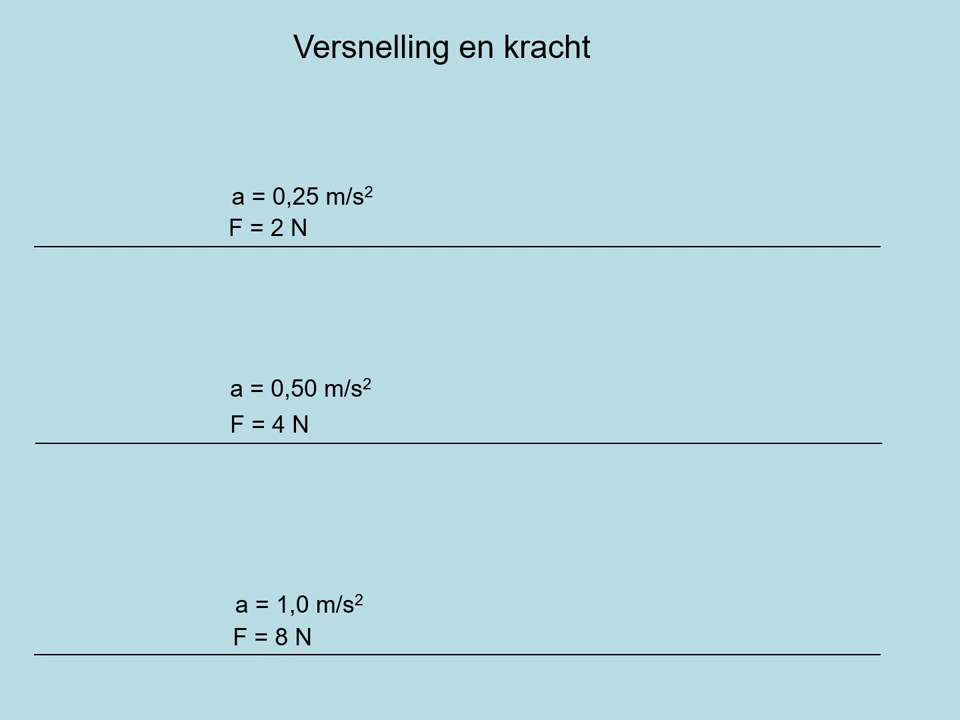 Versnelling en kracht
a = 0,25 m/s²
F = 2 N
a = 0,50 m/s²
F = 4 N
a = 1,0 m/s²
F = 8 N